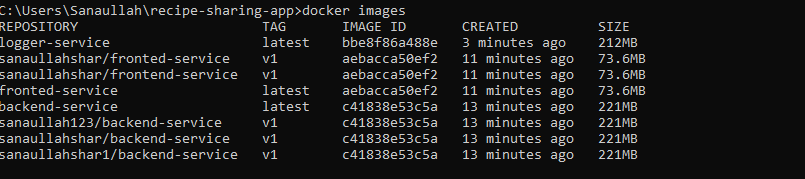 C:\Users\Sanaullah\recipe-sharing-app>docker images
REPOSITORY TAG IMAGE ID CREATED SIZE
logger-service latest bbe8f86a488e 3 minutes ago 212MB
sanaullahshar/fronted-service v1 aebacca50ef2 11 minutes ago 73.6MB
sanaullahshar/frontend-service v1 aebacca50ef2 11 minutes ago 73.6MB
fronted-service latest aebacca50ef2 11 minutes ago 73.6MB
backend-service latest c41838e53c5a 13 minutes ago 221MB
sanaullah123/backend-service v1 c41838e53c5a 13 minutes ago 221MB
sanaullahshar/backend-service v1 c41838e53c5a 13 minutes ago 221MB
sanaullahshar1/backend-service v1 c41838e53c5a 13 minutes ago 221MB